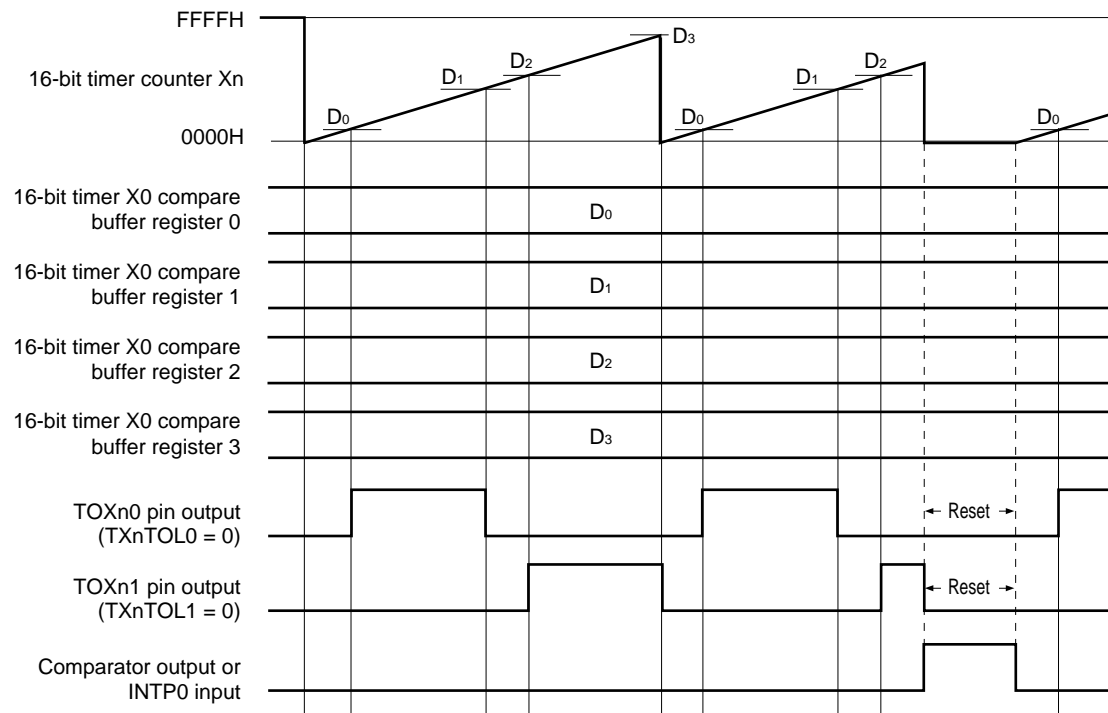 FFFFH
D3
16-bit timer counter Xn
D1
D2
D1
D2
D0
D0
D0
0000H
16-bit timer X0 compare
buffer register 0
D0
16-bit timer X0 compare
buffer register 1
D1
16-bit timer X0 compare
buffer register 2
D2
16-bit timer X0 compare
buffer register 3
D3
TOXn0 pin output
(TXnTOL0 = 0)
Reset
TOXn1 pin output
(TXnTOL1 = 0)
Reset
Comparator output or
INTP0 input